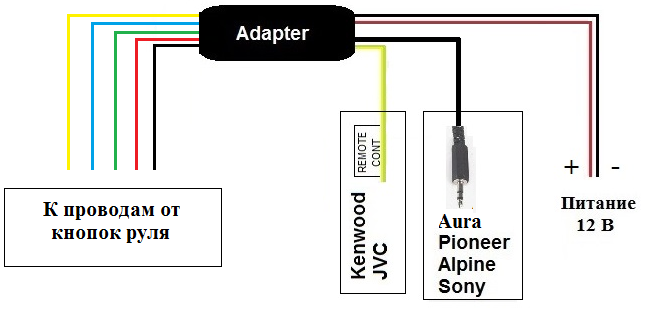 Adapter
К проводам от
кнопок руля
REMOTE
CONT
Kenwood
JVC
Aura
Pioneer
Alpine
Sony
+ -
Питание
12 В